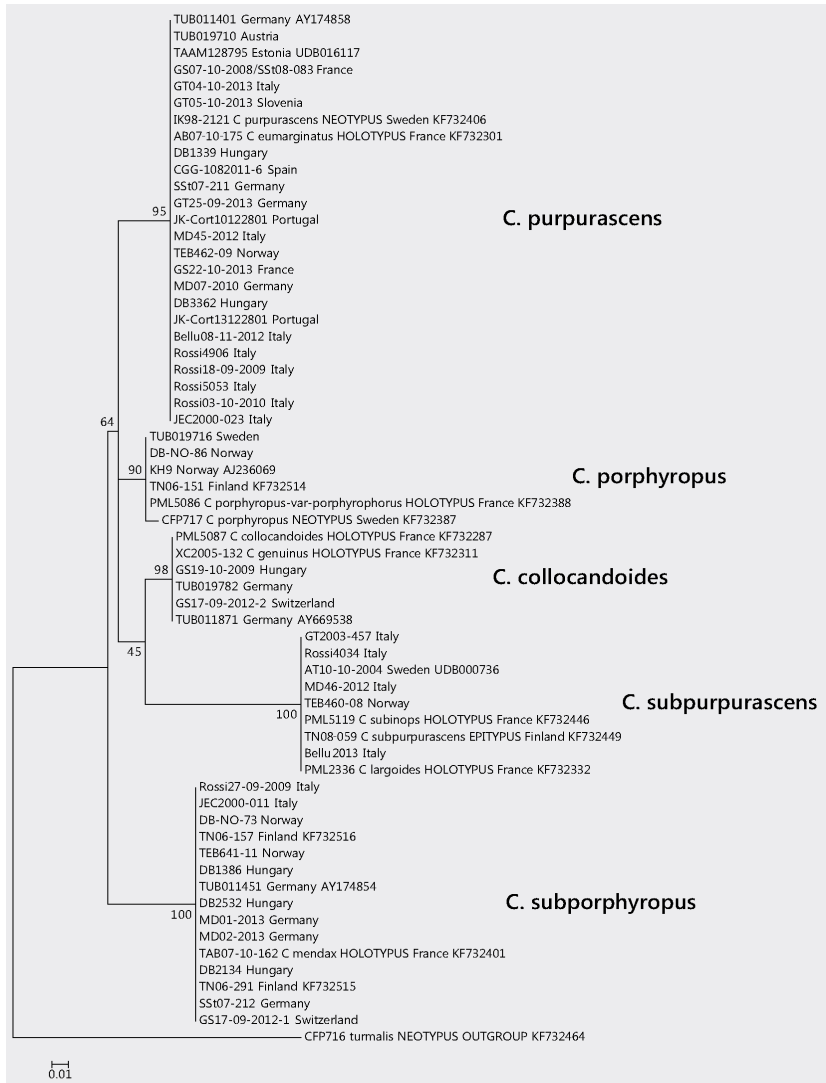 TUB011401 Germany AY174858
TUB019710 Austria
TAAM128795 Estonia UDB016117
GS07-10-2008/SSt08-083 France
GT04-10-2013 Italy
GT05-10-2013 Slovenia
IK98-2121 C purpurascens NEOTYPUS Sweden KF732406
AB07-10-175 C eumarginatus HOLOTYPUS France KF732301
DB1339 Hungary
CGG-1082011-6 Spain
SSt07-211 Germany
GT25-09-2013 Germany
95
JK-Cort10122801 Portugal
C. purpurascens
MD45-2012 Italy
TEB462-09 Norway
GS22-10-2013 France
MD07-2010 Germany
DB3362 Hungary
JK-Cort13122801 Portugal
Bellu08-11-2012 Italy
Rossi4906 Italy
Rossi18-09-2009 Italy
Rossi5053 Italy
Rossi03-10-2010 Italy
JEC2000-023 Italy
64
TUB019716 Sweden
DB-NO-86 Norway
90
KH9 Norway AJ236069
C. porphyropus
TN06-151 Finland KF732514
PML5086 C porphyropus-var-porphyrophorus HOLOTYPUS France KF732388
CFP717 C porphyropus NEOTYPUS Sweden KF732387
PML5087 C collocandoides HOLOTYPUS France KF732287
XC2005-132 C genuinus HOLOTYPUS France KF732311
98
GS19-10-2009 Hungary
C. collocandoides
TUB019782 Germany
GS17-09-2012-2 Switzerland
TUB011871 Germany AY669538
GT2003-457 Italy
45
Rossi4034 Italy
AT10-10-2004 Sweden UDB000736
MD46-2012 Italy
TEB460-08 Norway
C. subpurpurascens
100
PML5119 C subinops HOLOTYPUS France KF732446
TN08-059 C subpurpurascens EPITYPUS Finland KF732449
Bellu2013 Italy
PML2336 C largoides HOLOTYPUS France KF732332
Rossi27-09-2009 Italy
JEC2000-011 Italy
DB-NO-73 Norway
TN06-157 Finland KF732516
TEB641-11 Norway
DB1386 Hungary
TUB011451 Germany AY174854
DB2532 Hungary
C. subporphyropus
100
MD01-2013 Germany
MD02-2013 Germany
TAB07-10-162 C mendax HOLOTYPUS France KF732401
DB2134 Hungary
TN06-291 Finland KF732515
SSt07-212 Germany
GS17-09-2012-1 Switzerland
CFP716 turmalis NEOTYPUS OUTGROUP KF732464
0.01